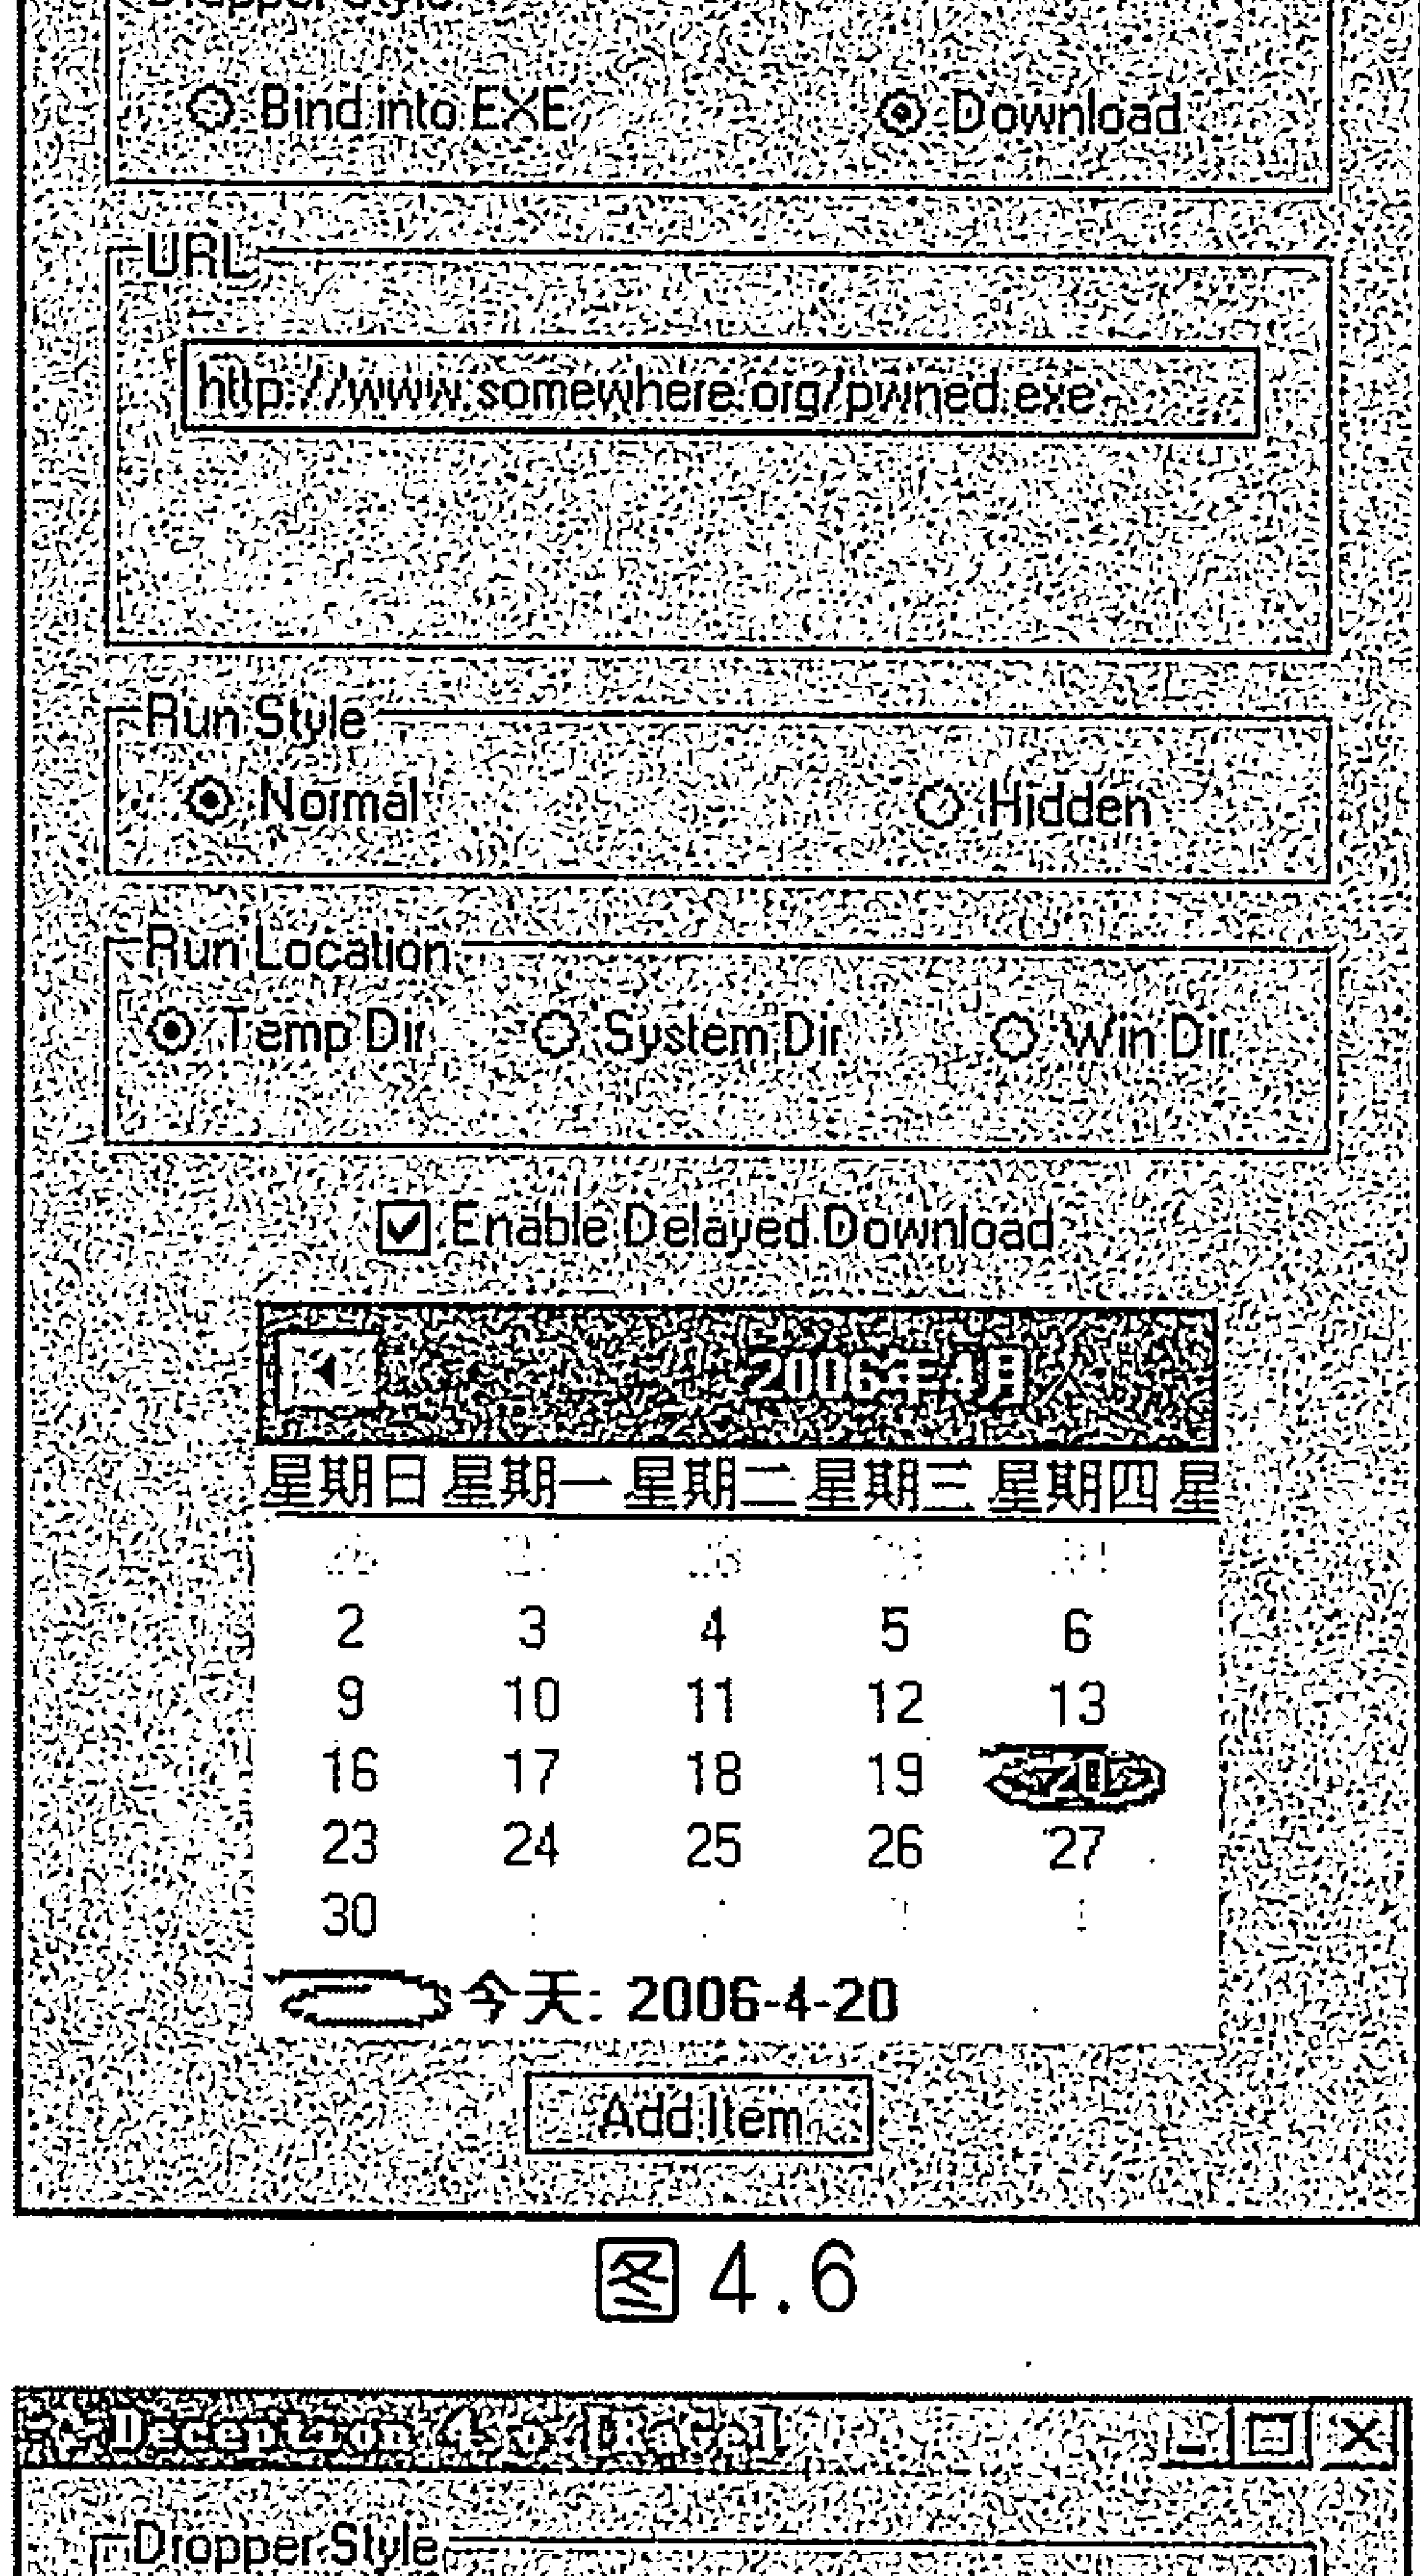 Dropper Style
Bind into EXE
Download
URL
http://www.somewhere.org/pwned.exe
Run Style
Normal
Hidden
Run Location
Temp Dir
System Dir
Win Dir
Enable Delayed Download
2006年4月
星期日 星期一 星期二 星期三 星期四 星
2 3 4 5 6
9 10 11 12 13
16 17 18 19 20
23 24 25 26 27
30
今天: 2006-4-20
Add Item
图 4.6
Deception 4
Dropper Style